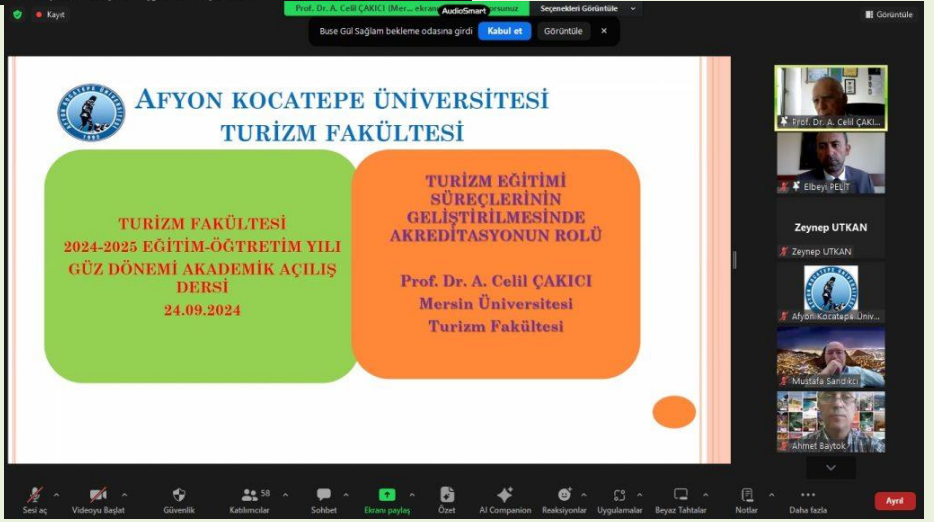 Kayıt
Prof. Dr. A. Celil ÇAKICI (Mer... ekran
AudioSmart
orsunuz
Seçenekleri Görüntüle
Görüntüle
Buse Gül Sağlam bekleme odasına girdi
Kabul et
Görüntüle
AFYON KOCATEPE ÜNİVERSİTESİ
TURİZM FAKÜLTESİ
TURİZM FAKÜLTESİ
2024-2025 EĞİTİM-ÖĞTRETİM YILI
GÜZ DÖNEMİ AKADEMİK AÇILIŞ
DERSİ
24.09.2024
TURİZM EĞİTİMİ
SÜREÇLERİNİN
GELİŞTİRİLMESİNDE
AKREDİTASYONUN ROLÜ
Prof. Dr. A. Celil ÇAKICI
Mersin Üniversitesi
Turizm Fakültesi
Prof. Dr. A. Celil ÇAKI...
Elbeyi PELİT
Zeynep UTKAN
Zeynep UTKAN
Afyon Kocatepe Üniv...
Mustafa Sandıkcı
Ahmet Baytok
Sesi aç
Videoyu Başlat
Güvenlik
58
Katılımcılar
Sohbet
Ekranı paylaş
Özet
AI Companion
Reaksiyonlar
Uygulamalar
Beyaz Tahtalar
Notlar
Daha fazla
Ayrıl